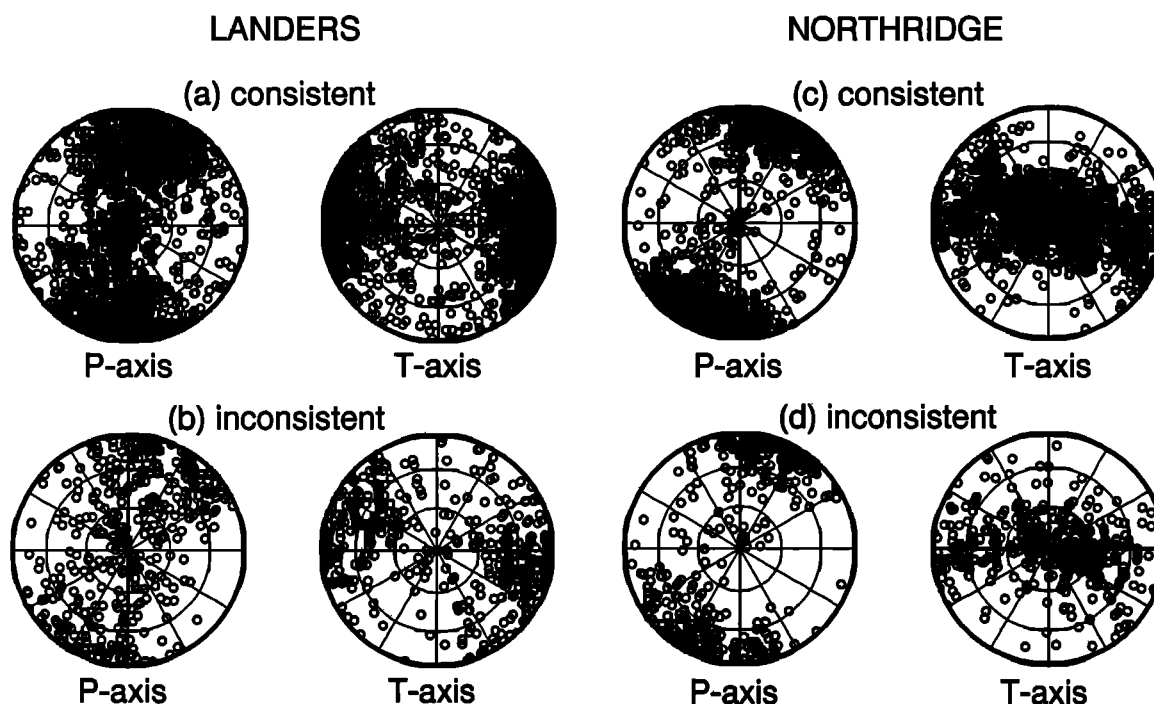 LANDERS
NORTHRIDGE
(a) consistent
(c) consistent
P-axis
T-axis
P-axis
T-axis
(b) inconsistent
(d) inconsistent
P-axis
T-axis
P-axis
T-axis